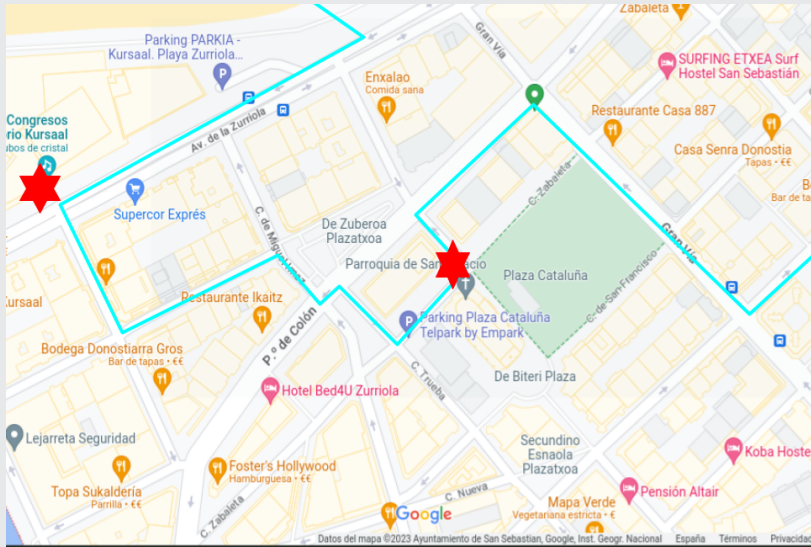 Zabaleta
Gran Vía
Parking PARKIA -
Kursaal. Playa Zurriola...
SURFING ETXEA Surf
Hostel San Sebastián
Enxalao
Comida sana
Restaurante Casa 887
Congresos
rio Kursaal
ubos de cristal
Av. de la Zurriola
Casa Senra Donostia
Tapas • €€
C. Zabaleta
B
Bar de ta
Supercor Exprés
De Zuberoa
Plazatxoa
C. de Miguel Imaz
Gran Vía
Parroquia de San Ignacio
Plaza Cataluña
C. de San Francisco
ursaal
Restaurante Ikaitz
Parking Plaza Cataluña
Telpark by Empark
P.º de Colón
Bodega Donostiarra Gros
Bar de tapas • €€
C. Trueba
De Biteri Plaza
Hotel Bed4U Zurriola
Lejarreta Seguridad
Secundino
Esnaola
Plazatxoa
Koba Hoste
Foster's Hollywood
Hamburguesa • €€
Topa Sukaldería
Parrilla • €€
Pensión Altair
C. Nueva
C. Zabaleta
Mapa Verde
Vegetariana estricta • €
Google
Datos del mapa ©2023 Ayuntamiento de San Sebastian, Google, Inst. Geogr. Nacional España Términos Privacidad